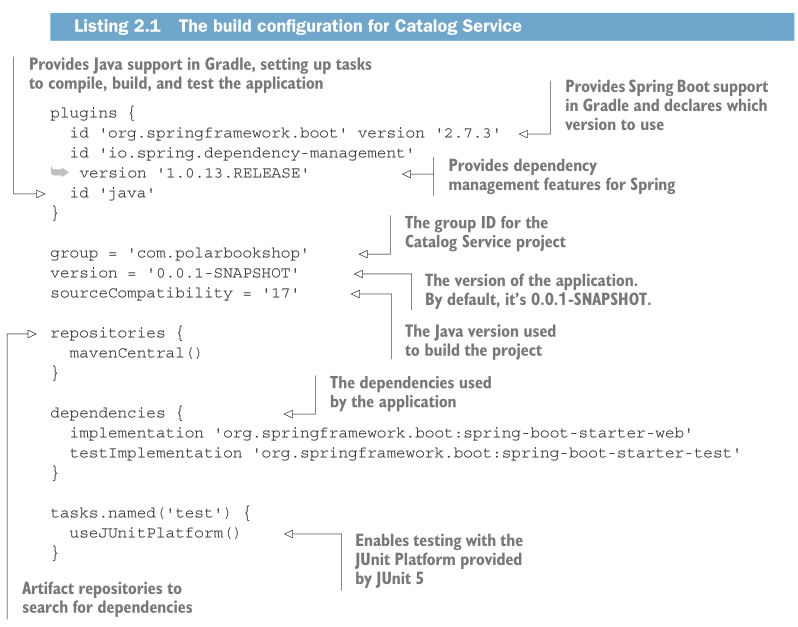 Listing 2.1 The build configuration for Catalog Service
Provides Java support in Gradle, setting up tasks
to compile, build, and test the application
Provides Spring Boot support
in Gradle and declares which
version to use
plugins {
id 'org.springframework.boot' version '2.7.3'
id 'io.spring.dependency-management'
version '1.0.13.RELEASE'
Provides dependency
management features for Spring
id 'java'
}
The group ID for the
Catalog Service project
group = 'com.polarbookshop'
version = '0.0.1-SNAPSHOT'
The version of the application.
By default, it's 0.0.1-SNAPSHOT.
sourceCompatibility = '17'
The Java version used
to build the project
repositories {
mavenCentral()
}
The dependencies used
by the application
dependencies {
implementation 'org.springframework.boot:spring-boot-starter-web'
testImplementation 'org.springframework.boot:spring-boot-starter-test'
}
tasks.named('test') {
useJUnitPlatform()
}
Enables testing with the
JUnit Platform provided
by JUnit 5
Artifact repositories to
search for dependencies